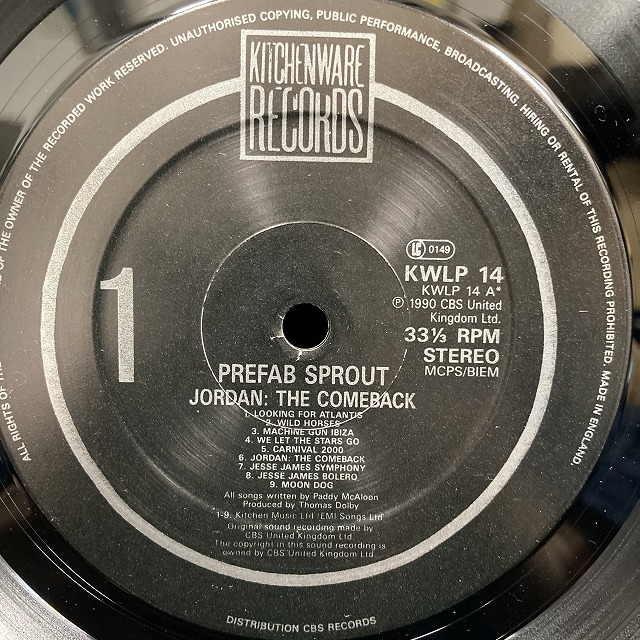 OF THE OWNER OF THE RECORDED WORK RESERVED. UNAUTHORISED COPYING, PUBLIC PERFORMANCE, BROADCASTING, HIRING OR RENTAL OF THIS RECORDING PROHIBITED. MADE IN ENGLAND.
KITCHENWARE
RECORDS
1
LC 0149
KWLP 14
KWLP 14 A*
Ⓟ 1990 CBS United
Kingdom Ltd.
33⅓ RPM
STEREO
MCPS/BIEM
PREFAB SPROUT
JORDAN: THE COMEBACK
1. LOOKING FOR ATLANTIS
2. WILD HORSES
3. MACHINE GUN IBIZA
4. WE LET THE STARS GO
5. CARNIVAL 2000
6. JORDAN: THE COMEBACK
7. JESSE JAMES SYMPHONY
8. JESSE JAMES BOLERO
9. MOON DOG
All songs written by Paddy McAloon
Produced by Thomas Dolby
1-9. Kitchen Music Ltd /EMI Songs Ltd
Original sound recording made by
CBS United Kingdom Ltd
The copyright in this sound recording is
owned by CBS United Kingdom Ltd.
DISTRIBUTION CBS RECORDS
ALL RIGHTS OF THE